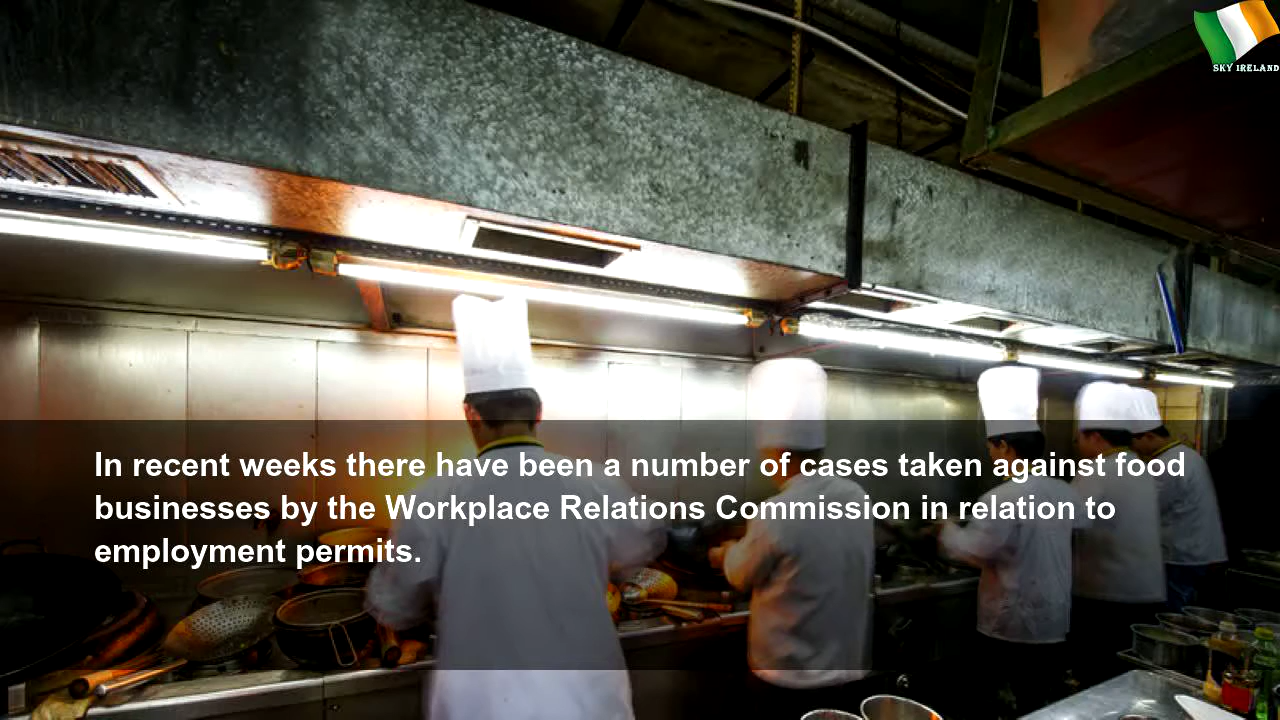 SKY IRELAND
In recent weeks there have been a number of cases taken against food
businesses by the Workplace Relations Commission in relation to
employment permits.